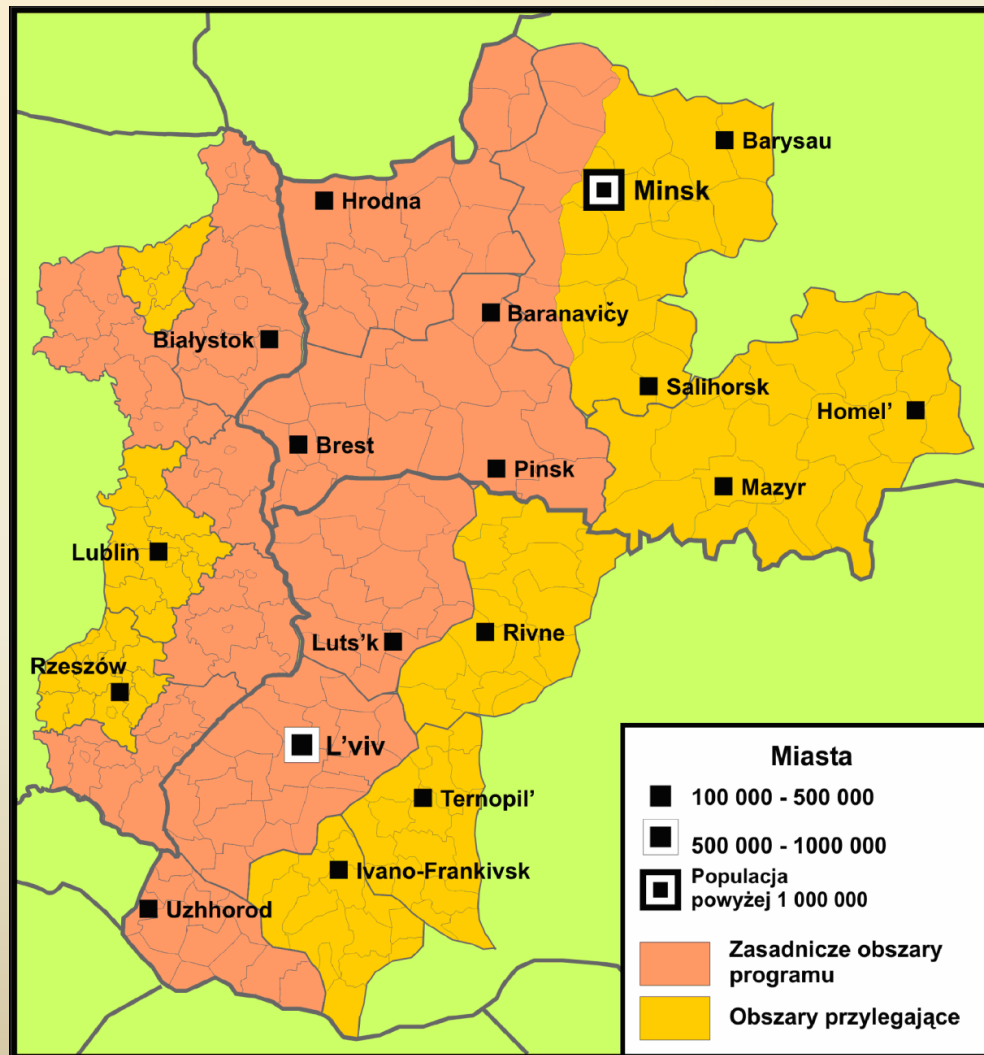 Barysau
Minsk
Hrodna
Baranavičy
Białystok
Salihorsk
Homel’
Brest
Pinsk
Mazyr
Lublin
Rivne
Luts’k
Rzeszów
L’viv
Ternopil’
Ivano-Frankivsk
Uzhhorod
Miasta
100 000 - 500 000
500 000 - 1000 000
Populacja
powyżej 1 000 000
Zasadnicze obszary
programu
Obszary przylegające